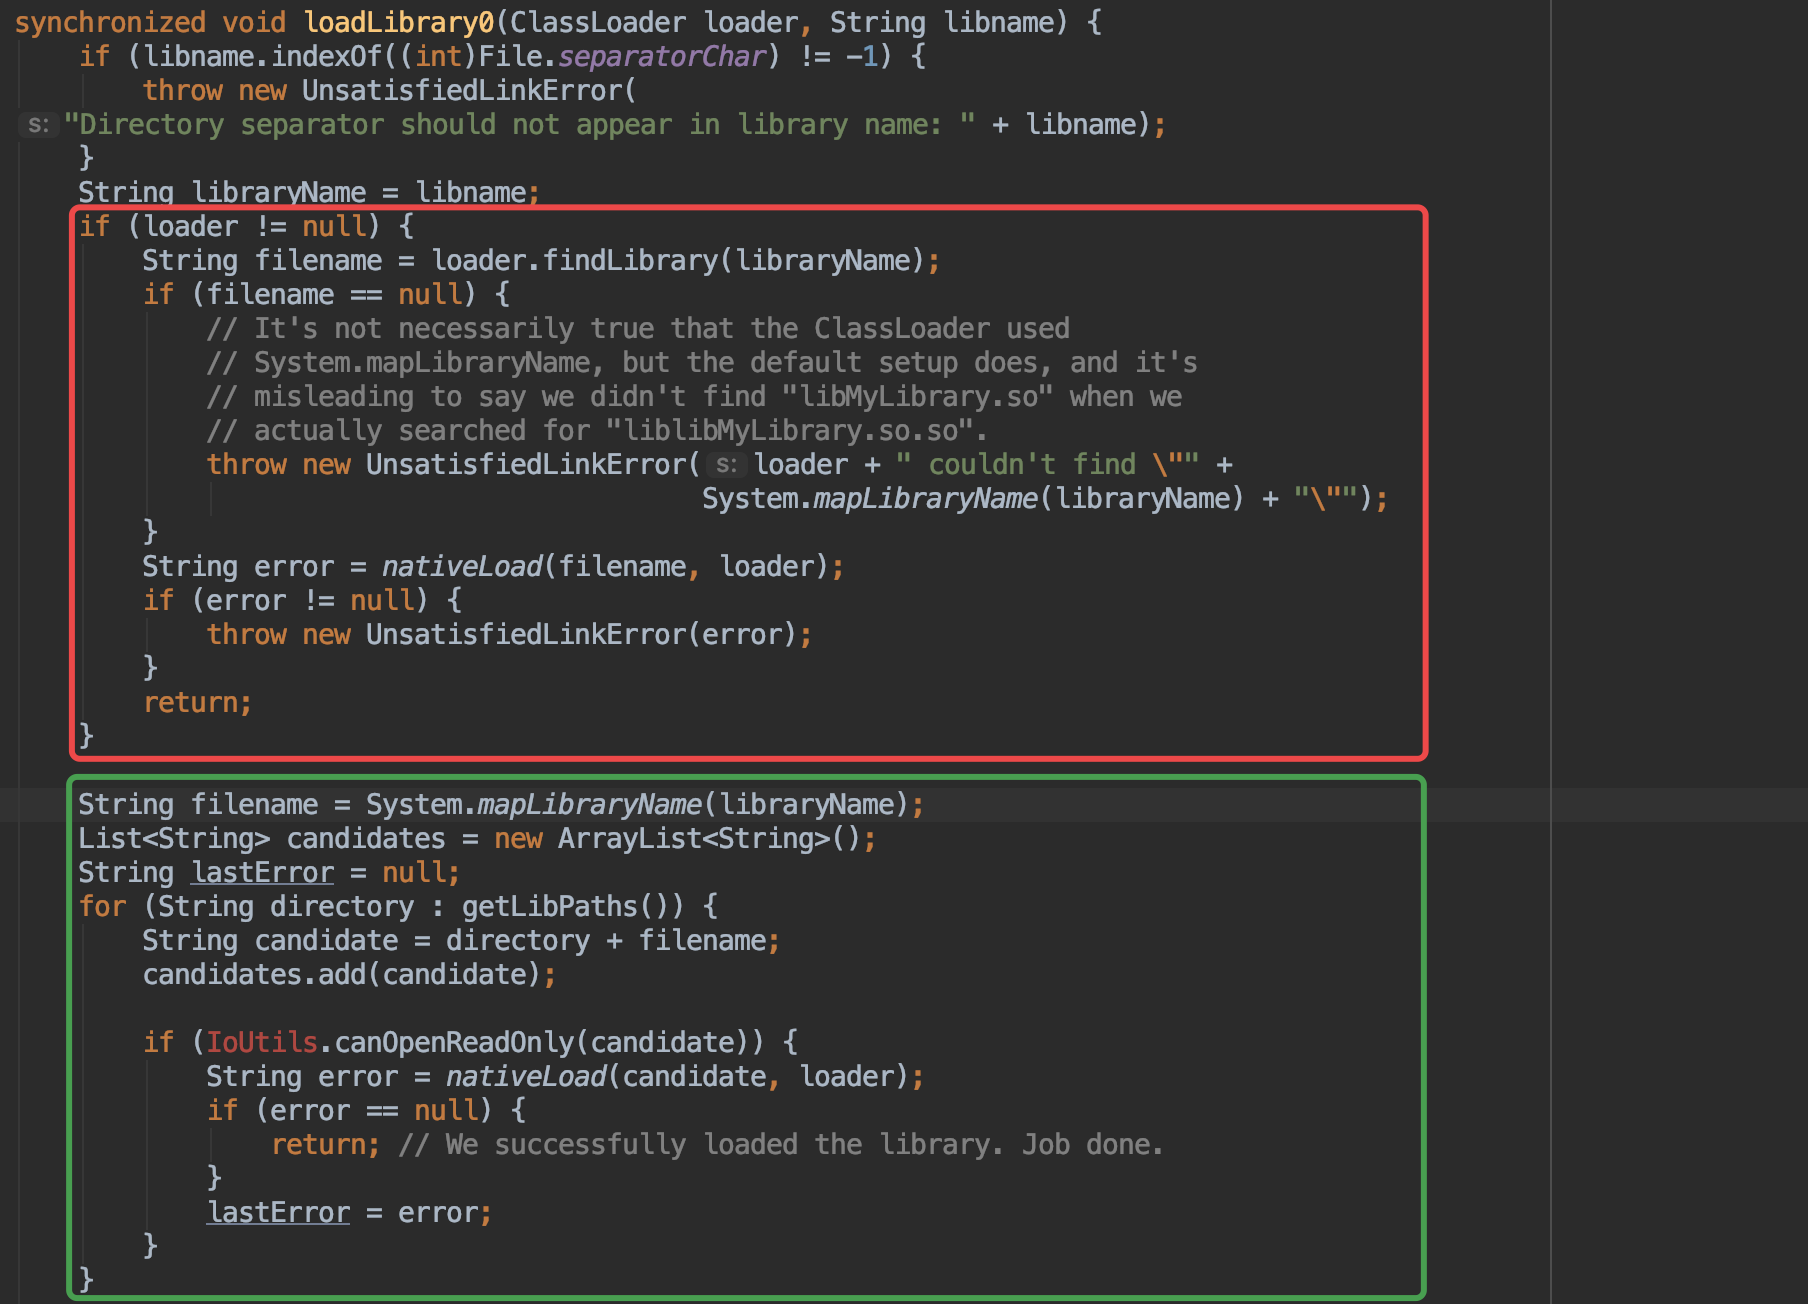 synchronized void loadLibrary0(ClassLoader loader, String libname) {
    if (libname.indexOf((int)File.separatorChar) != -1) {
        throw new UnsatisfiedLinkError(
s: "Directory separator should not appear in library name: " + libname);
    }
    String libraryName = libname;
    if (loader != null) {
        String filename = loader.findLibrary(libraryName);
        if (filename == null) {
            // It's not necessarily true that the ClassLoader used
            // System.mapLibraryName, but the default setup does, and it's
            // misleading to say we didn't find "libMyLibrary.so" when we
            // actually searched for "liblibMyLibrary.so.so".
            throw new UnsatisfiedLinkError( s: loader + " couldn't find \"" +
                                           System.mapLibraryName(libraryName) + "\"");
        }
        String error = nativeLoad(filename, loader);
        if (error != null) {
            throw new UnsatisfiedLinkError(error);
        }
        return;
    }
    String filename = System.mapLibraryName(libraryName);
    List<String> candidates = new ArrayList<String>();
    String lastError = null;
    for (String directory : getLibPaths()) {
        String candidate = directory + filename;
        candidates.add(candidate);
        if (IoUtils.canOpenReadOnly(candidate)) {
            String error = nativeLoad(candidate, loader);
            if (error == null) {
                return; // We successfully loaded the library. Job done.
            }
            lastError = error;
        }
    }